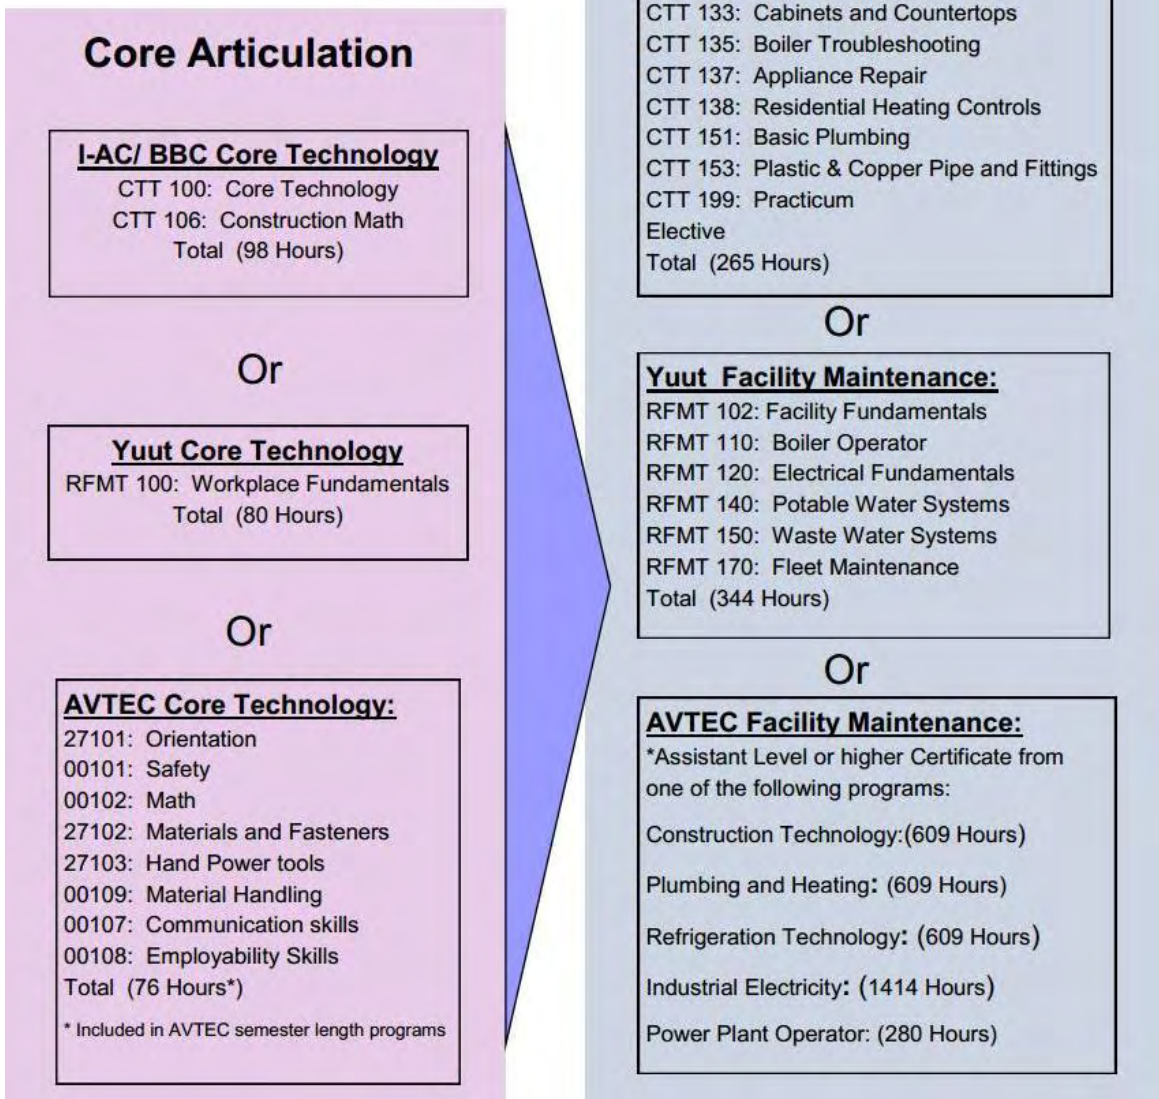 Core Articulation
I-AC/ BBC Core Technology
CTT 100: Core Technology
CTT 106: Construction Math
Total (98 Hours)
Or
Yuut Core Technology
RFMT 100: Workplace Fundamentals
Total (80 Hours)
Or
AVTEC Core Technology:
27101: Orientation
00101: Safety
00102: Math
27102: Materials and Fasteners
27103: Hand Power tools
00109: Material Handling
00107: Communication skills
00108: Employability Skills
Total (76 Hours*)
* Included in AVTEC semester length programs
CTT 133: Cabinets and Countertops
CTT 135: Boiler Troubleshooting
CTT 137: Appliance Repair
CTT 138: Residential Heating Controls
CTT 151: Basic Plumbing
CTT 153: Plastic & Copper Pipe and Fittings
CTT 199: Practicum
Elective
Total (265 Hours)
Or
Yuut Facility Maintenance:
RFMT 102: Facility Fundamentals
RFMT 110: Boiler Operator
RFMT 120: Electrical Fundamentals
RFMT 140: Potable Water Systems
RFMT 150: Waste Water Systems
RFMT 170: Fleet Maintenance
Total (344 Hours)
Or
AVTEC Facility Maintenance:
*Assistant Level or higher Certificate from
one of the following programs:
Construction Technology:(609 Hours)
Plumbing and Heating: (609 Hours)
Refrigeration Technology: (609 Hours)
Industrial Electricity: (1414 Hours)
Power Plant Operator: (280 Hours)